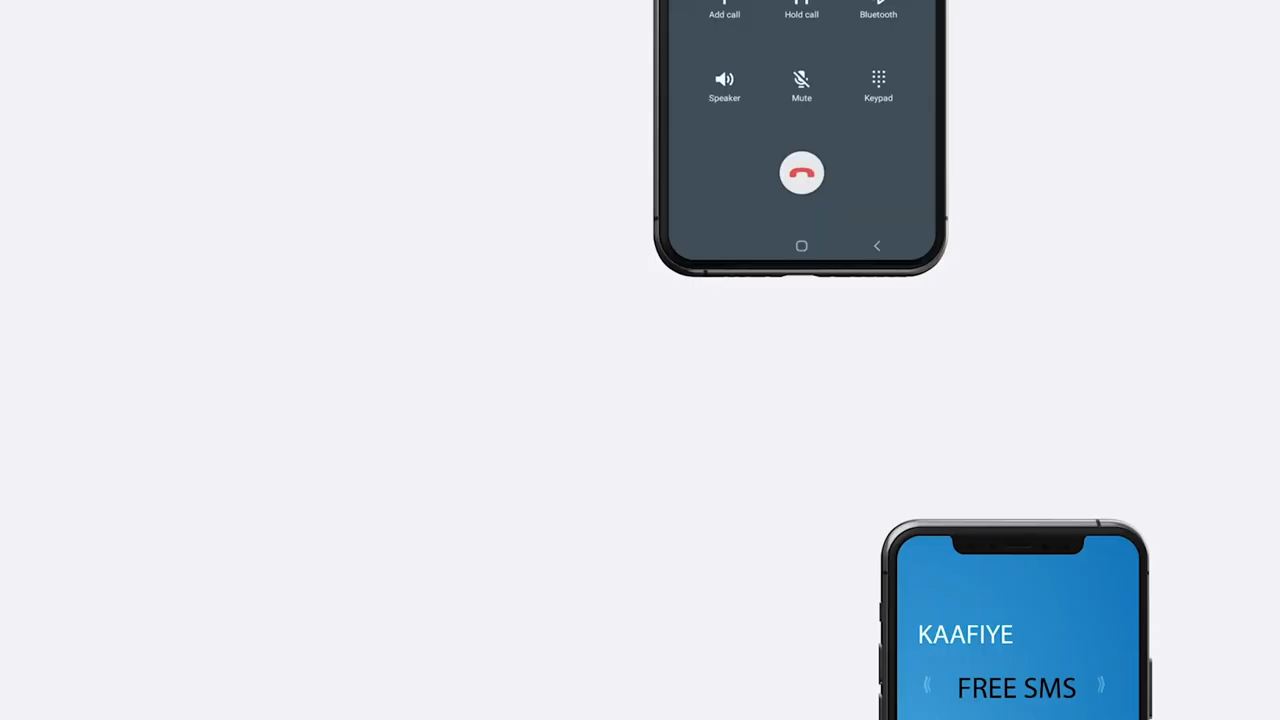 Add call Hold call Bluetooth
Speaker Mute Keypad
KAAFIYE
FREE SMS